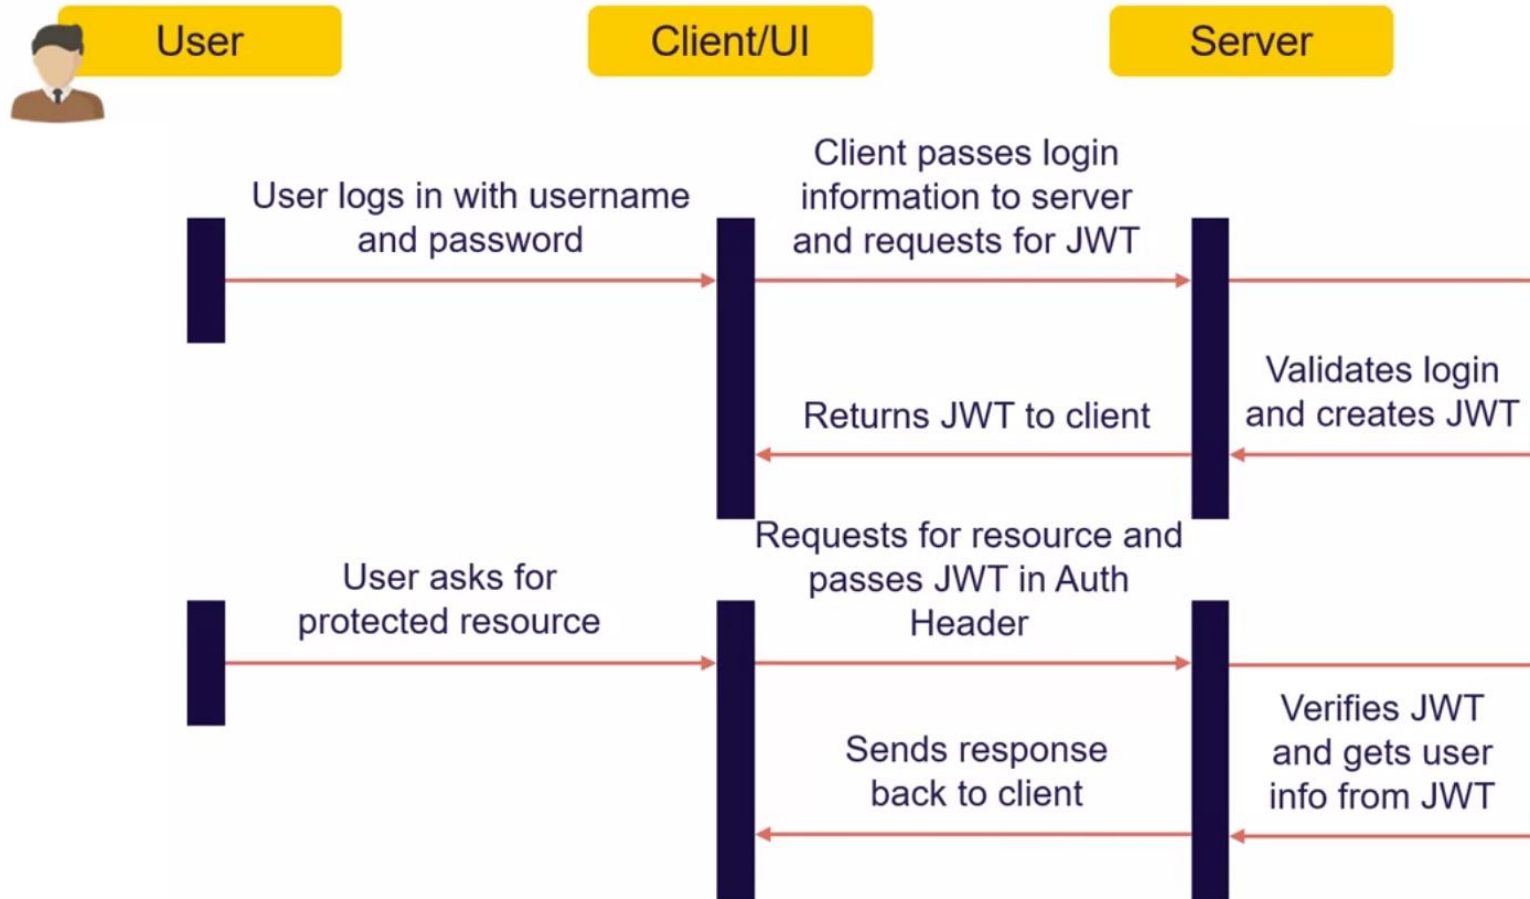 User
Client/UI
Server
User logs in with username
and password
Client passes login
information to server
and requests for JWT
Validates login
and creates JWT
Returns JWT to client
User asks for
protected resource
Requests for resource and
passes JWT in Auth
Header
Verifies JWT
and gets user
info from JWT
Sends response
back to client